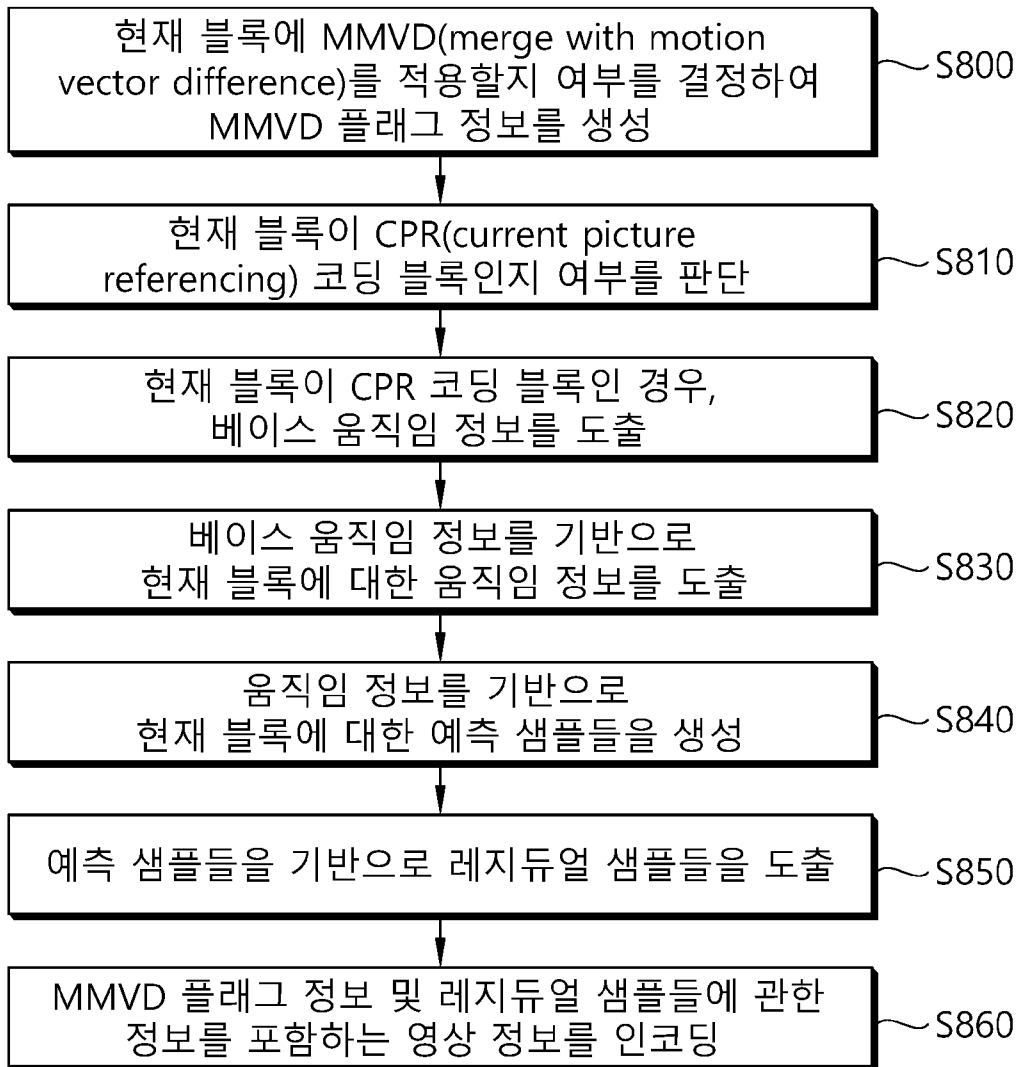 현재 블록에 MMVD(merge with motion
vector difference)를 적용할지 여부를 결정하여
MMVD 플래그 정보를 생성
S800
현재 블록이 CPR(current picture
referencing) 코딩 블록인지 여부를 판단
S810
현재 블록이 CPR 코딩 블록인 경우,
베이스 움직임 정보를 도출
S820
베이스 움직임 정보를 기반으로
현재 블록에 대한 움직임 정보를 도출
S830
움직임 정보를 기반으로
현재 블록에 대한 예측 샘플들을 생성
S840
예측 샘플들을 기반으로 레지듀얼 샘플들을 도출
S850
MMVD 플래그 정보 및 레지듀얼 샘플들에 관한
정보를 포함하는 영상 정보를 인코딩
S860